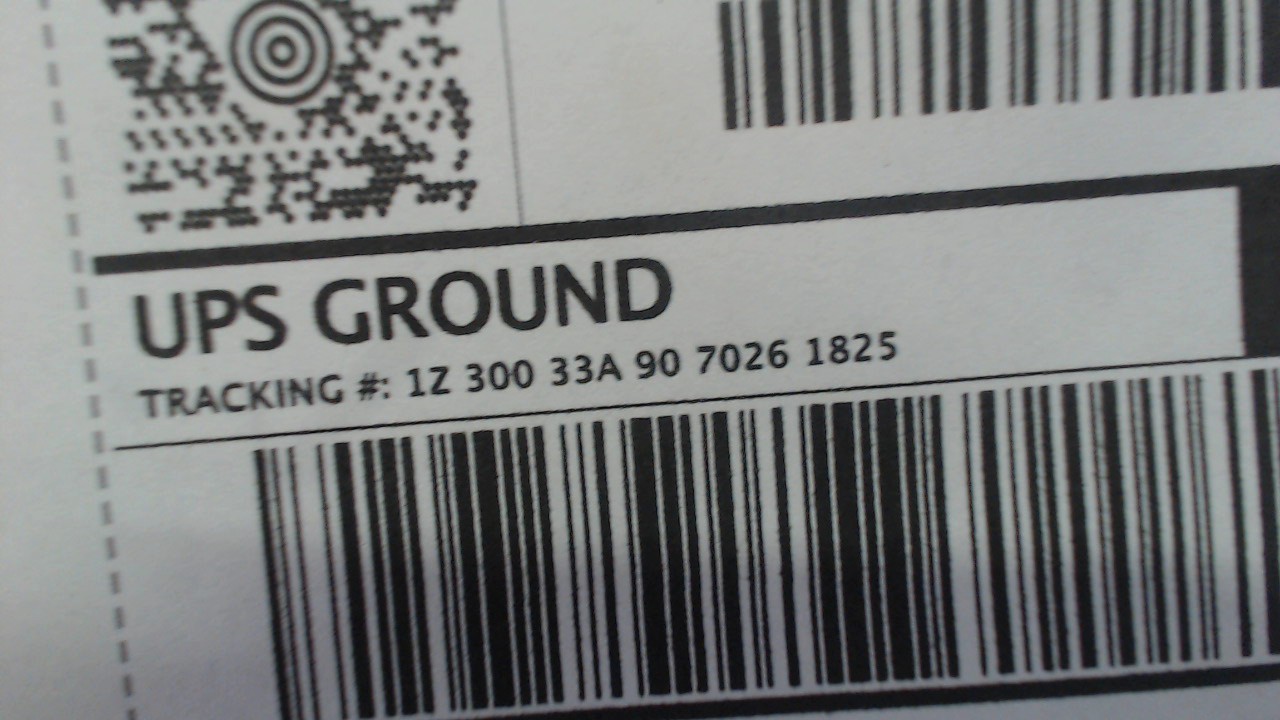 UPS GROUND
TRACKING #: 1Z 300 33A 90 7026 1825